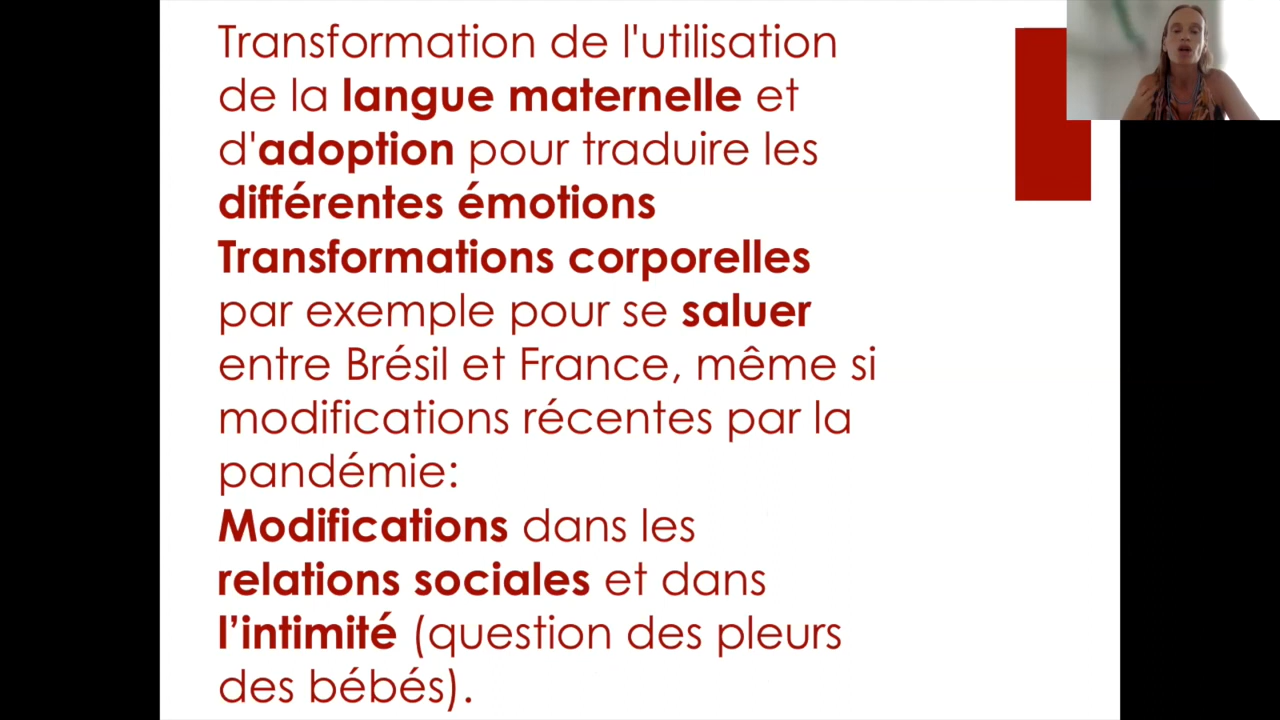 Transformation de l'utilisation
de la langue maternelle et
d'adoption pour traduire les
différentes émotions
Transformations corporelles
par exemple pour se saluer
entre Brésil et France, même si
modifications récentes par la
pandémie:
Modifications dans les
relations sociales et dans
l’intimité (question des pleurs
des bébés).